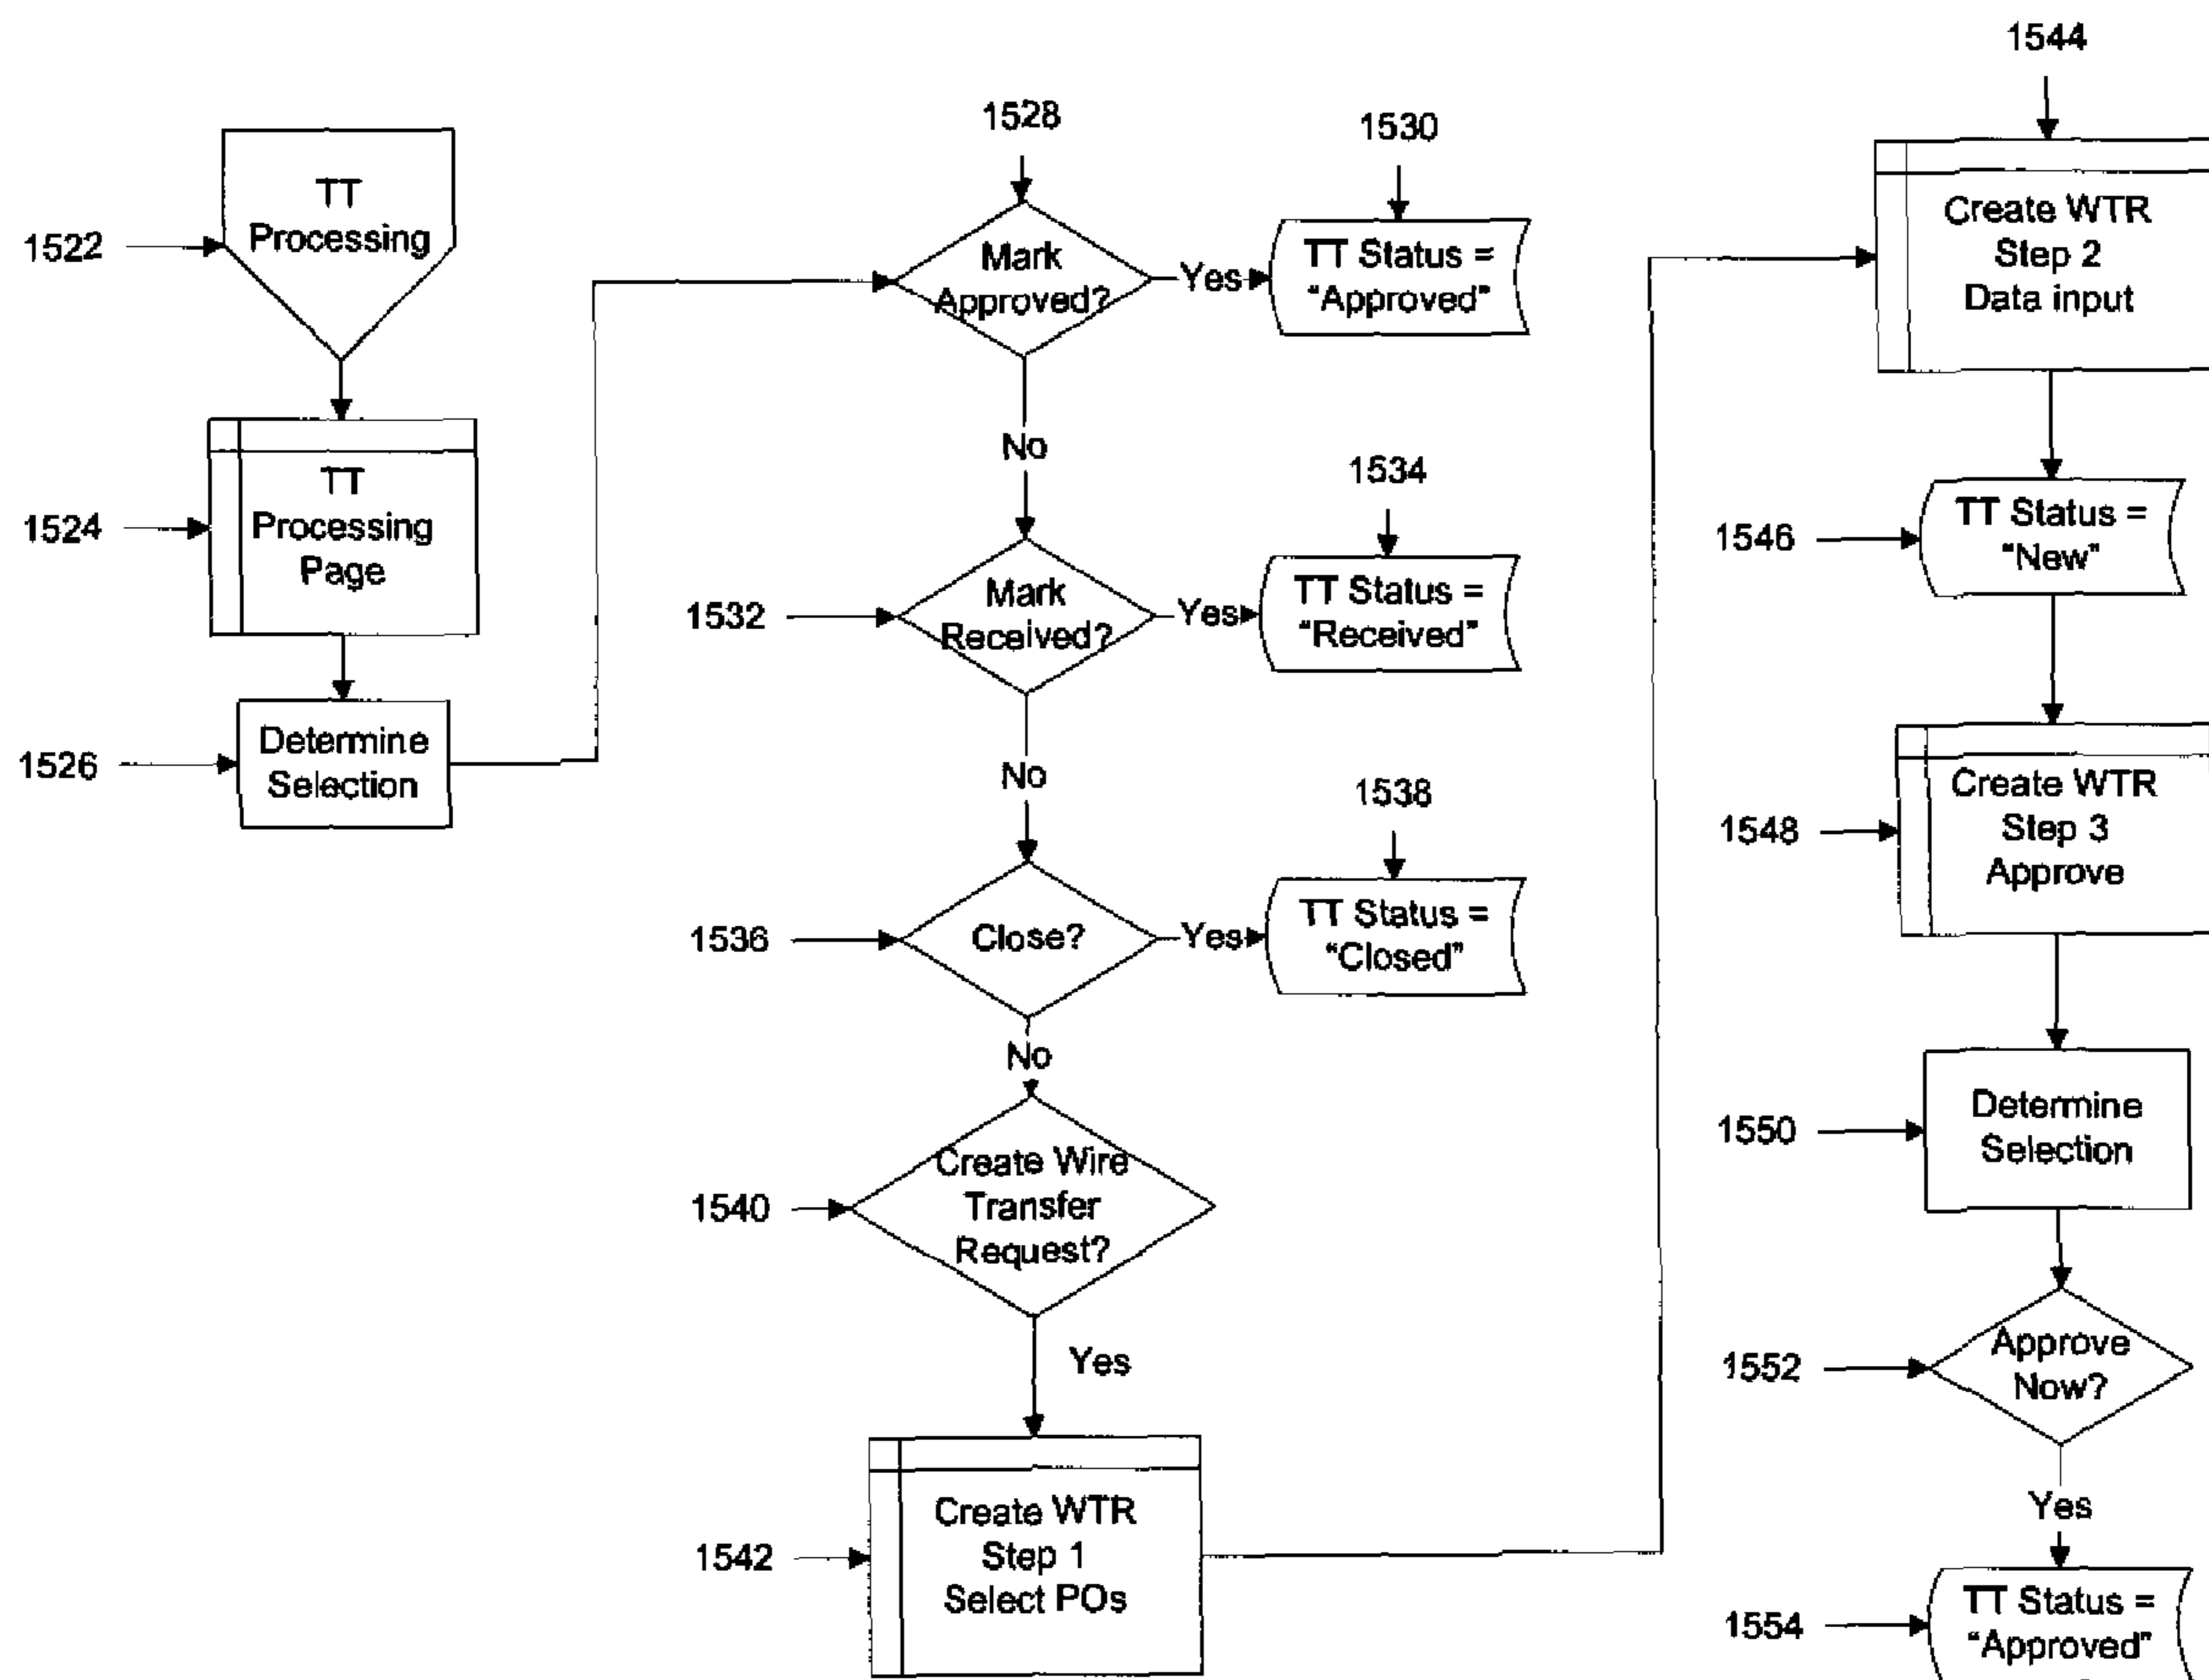 1522
TT
Processing
1524
TT
Processing
Page
1526
Determine
Selection
1528
Mark
Approved?
Yes
1530
TT Status =
“Approved”
No
1532
Mark
Received?
Yes
1534
TT Status =
“Received”
No
1536
Close?
Yes
1538
TT Status =
“Closed”
No
1540
Create Wire
Transfer
Request?
Yes
1542
Create WTR
Step 1
Select POs
1544
Create WTR
Step 2
Data input
1546
TT Status =
“New”
1548
Create WTR
Step 3
Approve
1550
Determine
Selection
1552
Approve
Now?
Yes
1554
TT Status =
“Approved”